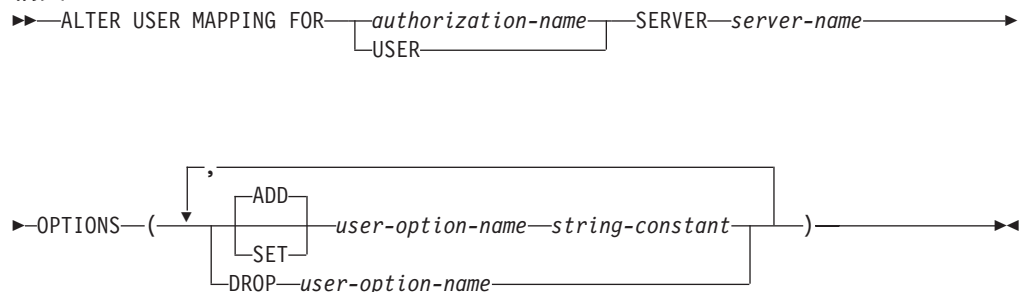 ALTER USER MAPPING FOR authorization-name SERVER server-name
USER
,
ADD
OPTIONS ( user-option-name string-constant )
SET
DROP user-option-name